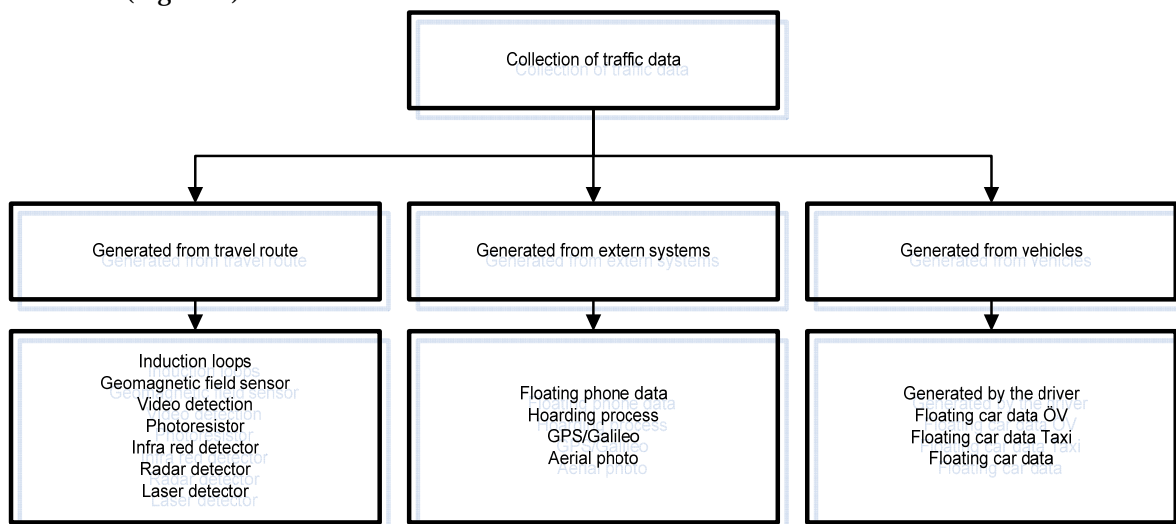 Collection of traffic data
Generated from travel route
Generated from extern systems
Generated from vehicles
Induction loops
Geomagnetic field sensor
Video detection
Photoresistor
Infra red detector
Radar detector
Laser detector
Floating phone data
Hoarding process
GPS/Galileo
Aerial photo
Generated by the driver
Floating car data ÖV
Floating car data Taxi
Floating car data